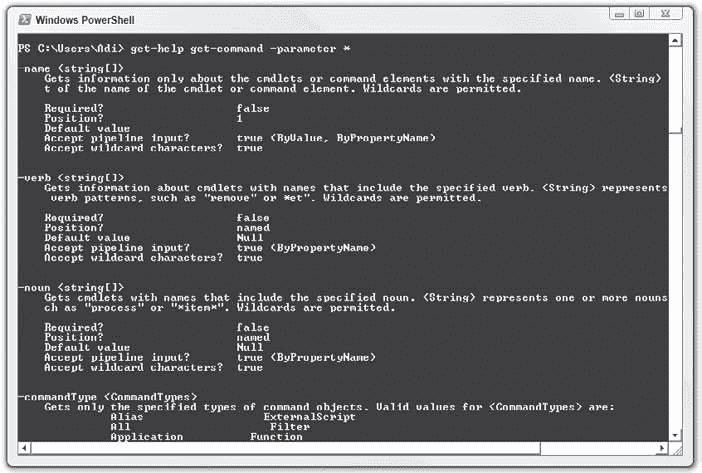 Windows PowerShell
PS C:\Users\Adi> get-help get-command -parameter *
-name <string[]>
Gets information only about the cmdlets or command elements with the specified name. <String>
t of the name of the cmdlet or command element. Wildcards are permitted.
Required? false
Position? 1
Default value
Accept pipeline input? true (ByValue, ByPropertyName)
Accept wildcard characters? true
-verb <string[]>
Gets information about cmdlets with names that include the specified verb. <String> represents
verb patterns, such as "remove" or *et". Wildcards are permitted.
Required? false
Position? named
Default value Null
Accept pipeline input? true (ByPropertyName)
Accept wildcard characters? true
-noun <string[]>
Gets cmdlets with names that include the specified noun. <String> represents one or more nouns
ch as "process" or "*item*". Wildcards are permitted.
Required? false
Position? named
Default value Null
Accept pipeline input? true (ByPropertyName)
Accept wildcard characters? true
-commandType <CommandTypes>
Gets only the specified types of command objects. Valid values for <CommandTypes> are:
Alias ExternalScript
All Filter
Application Function